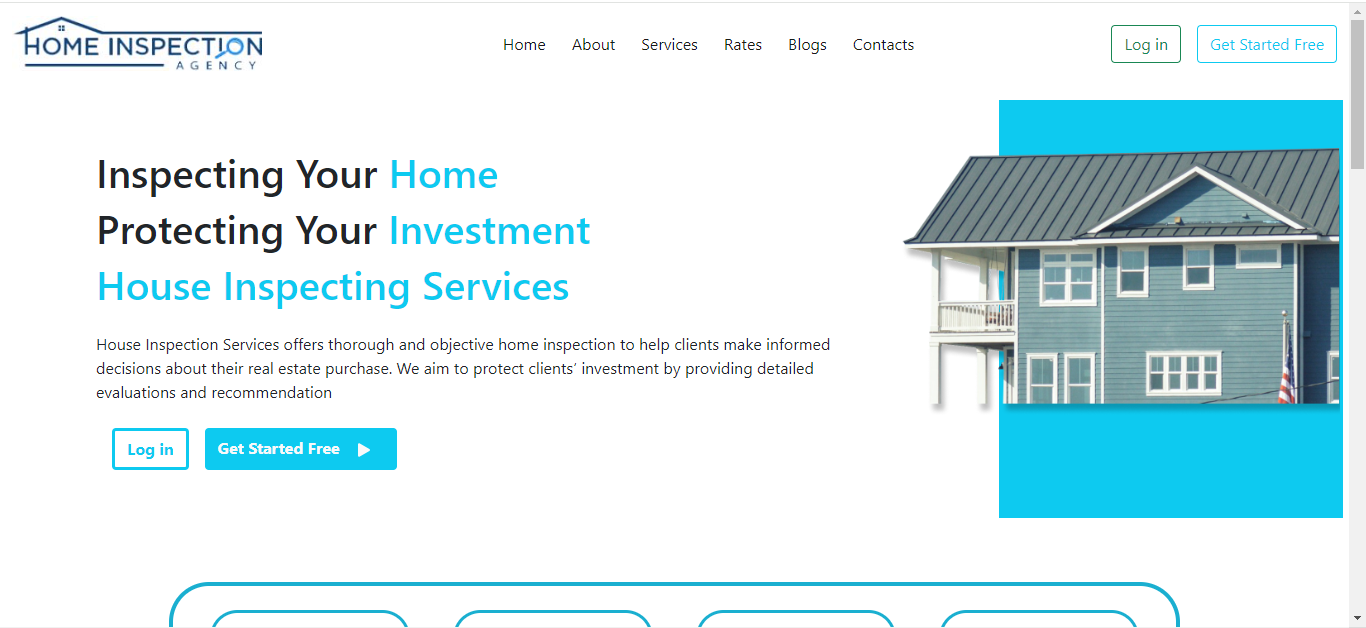 HOME INSPECTION
AGENCY
Home About Services Rates Blogs Contacts
Log in Get Started Free
Inspecting Your Home
Protecting Your Investment
House Inspecting Services
House Inspection Services offers thorough and objective home inspection to help clients make informed
decisions about their real estate purchase. We aim to protect clients’ investment by providing detailed
evaluations and recommendation
Log in Get Started Free